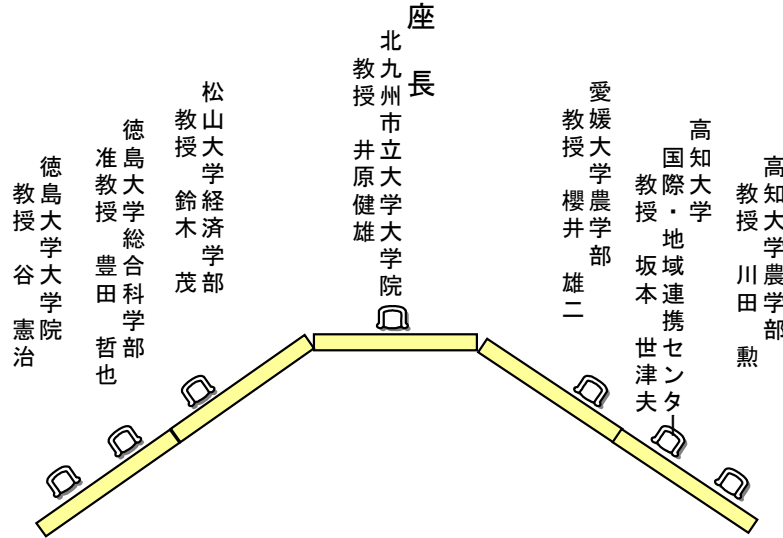 座長
北九州市立大学大学院
教授 井原健雄
愛媛大学農学部
教授 櫻井 雄二
高知大学
国際・地域連携センター
教授 坂本 世津夫
高知大学農学部
教授 川田 勲
松山大学経済学部
教授 鈴木 茂
徳島大学総合科学部
准教授 豊田 哲也
徳島大学大学院
教授 谷 憲治